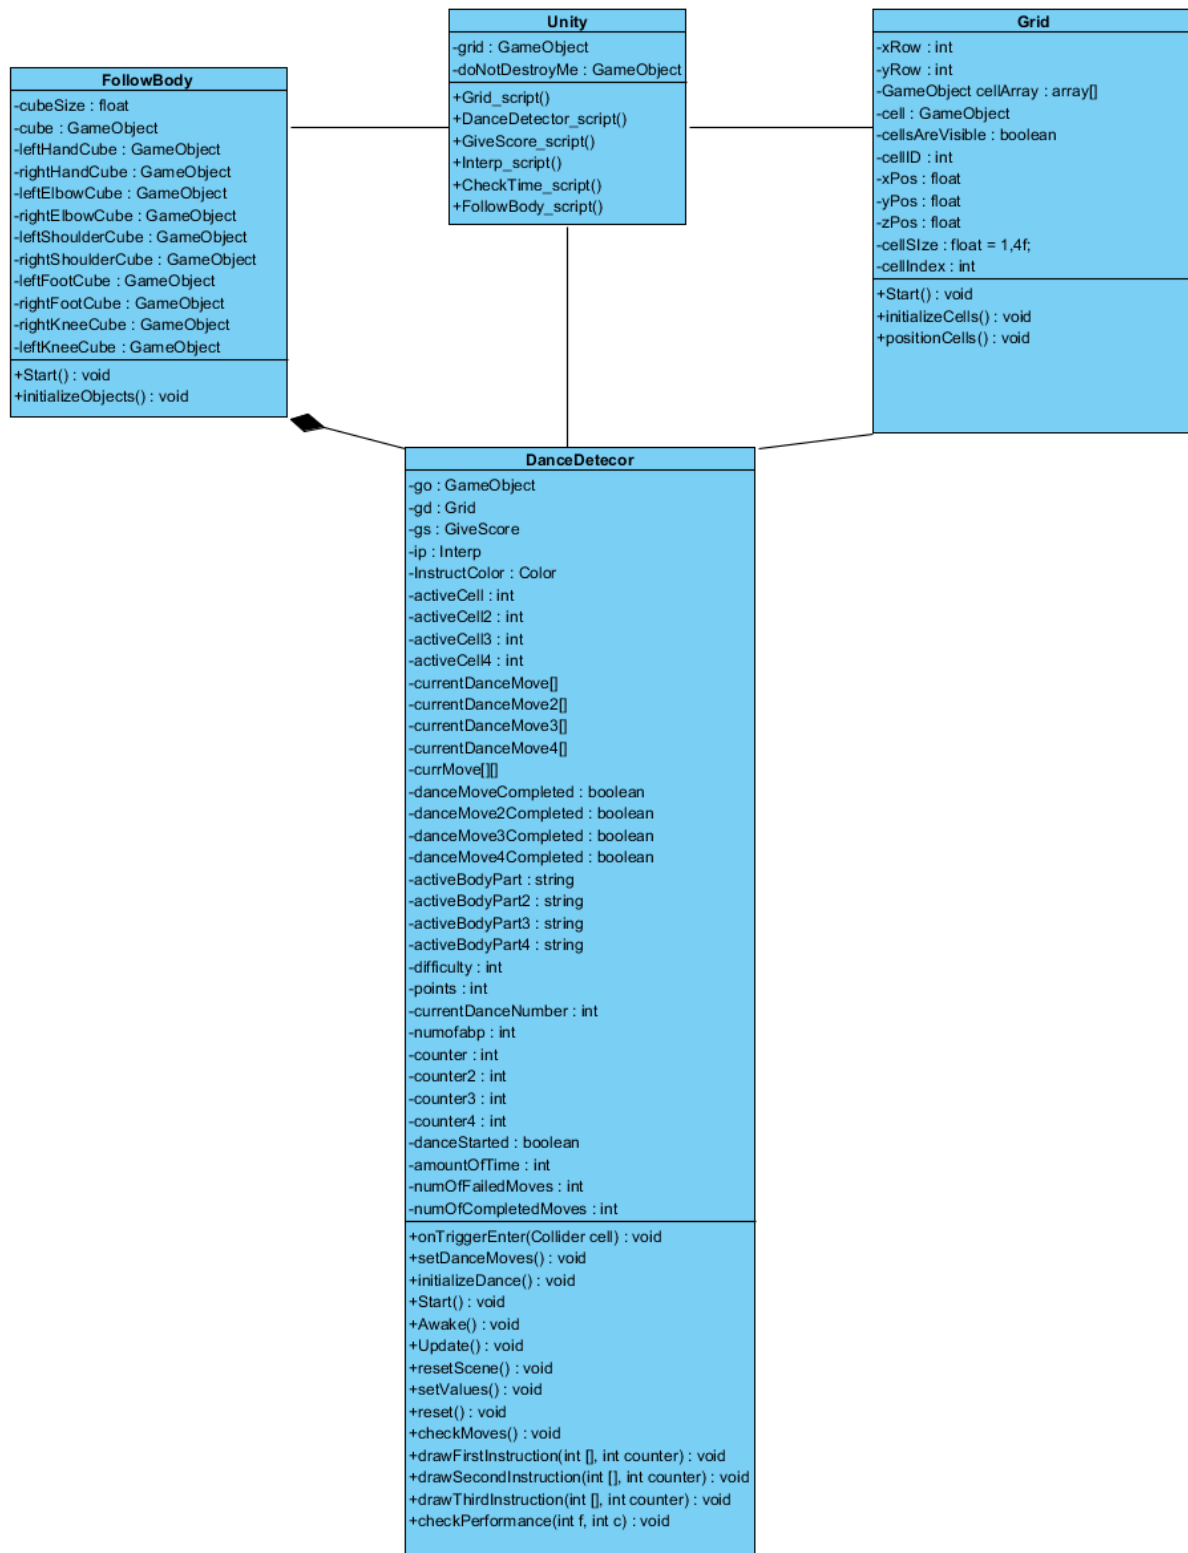 FollowBody
-cubeSize : float
-cube : GameObject
-leftHandCube : GameObject
-rightHandCube : GameObject
-leftElbowCube : GameObject
-rightElbowCube : GameObject
-leftShoulderCube : GameObject
-rightShoulderCube : GameObject
-leftFootCube : GameObject
-rightFootCube : GameObject
-rightKneeCube : GameObject
-leftKneeCube : GameObject
+Start() : void
+initializeObjects() : void
Unity
-grid : GameObject
-doNotDestroyMe : GameObject
+Grid_script()
+DanceDetector_script()
+GiveScore_script()
+Interp_script()
+CheckTime_script()
+FollowBody_script()
Grid
-xRow : int
-yRow : int
-GameObject cellArray : array[]
-cell : GameObject
-cellsAreVisible : boolean
-cellID : int
-xPos : float
-yPos : float
-zPos : float
-cellSIze : float = 1,4f;
-cellIndex : int
+Start() : void
+initializeCells() : void
+positionCells() : void
DanceDetecor
-go : GameObject
-gd : Grid
-gs : GiveScore
-ip : Interp
-InstructColor : Color
-activeCell : int
-activeCell2 : int
-activeCell3 : int
-activeCell4 : int
-currentDanceMove[]
-currentDanceMove2[]
-currentDanceMove3[]
-currentDanceMove4[]
-currMove[][]
-danceMoveCompleted : boolean
-danceMove2Completed : boolean
-danceMove3Completed : boolean
-danceMove4Completed : boolean
-activeBodyPart : string
-activeBodyPart2 : string
-activeBodyPart3 : string
-activeBodyPart4 : string
-difficulty : int
-points : int
-currentDanceNumber : int
-numofabp : int
-counter : int
-counter2 : int
-counter3 : int
-counter4 : int
-danceStarted : boolean
-amountOfTime : int
-numOfFailedMoves : int
-numOfCompletedMoves : int
+onTriggerEnter(Collider cell) : void
+setDanceMoves() : void
+initializeDance() : void
+Start() : void
+Awake() : void
+Update() : void
+resetScene() : void
+setValues() : void
+reset() : void
+checkMoves() : void
+drawFirstInstruction(int [], int counter) : void
+drawSecondInstruction(int [], int counter) : void
+drawThirdInstruction(int [], int counter) : void
+checkPerformance(int f, int c) : void